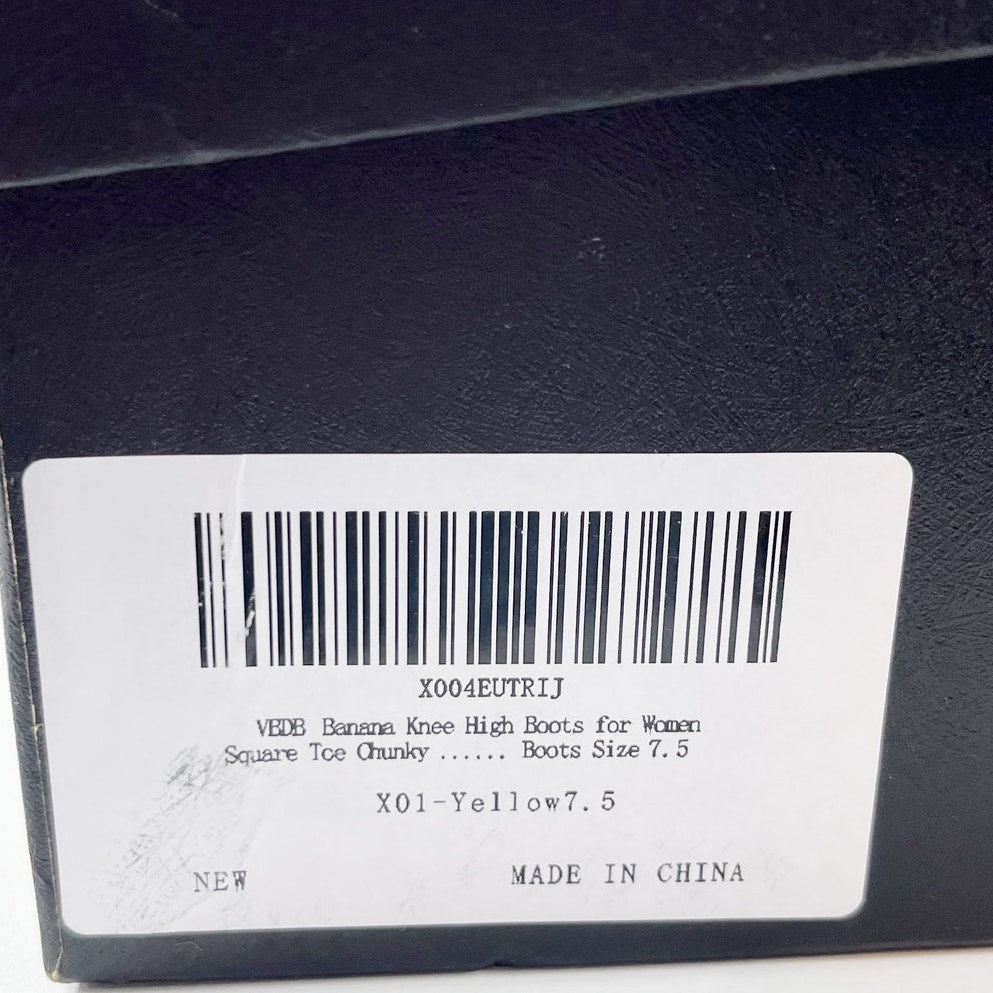 X004EUTRIJ
VBDB Banana Knee High Boots for Women
Square Toe Chunky ...... Boots Size 7.5
X01-Yellow7.5
NEW
MADE IN CHINA